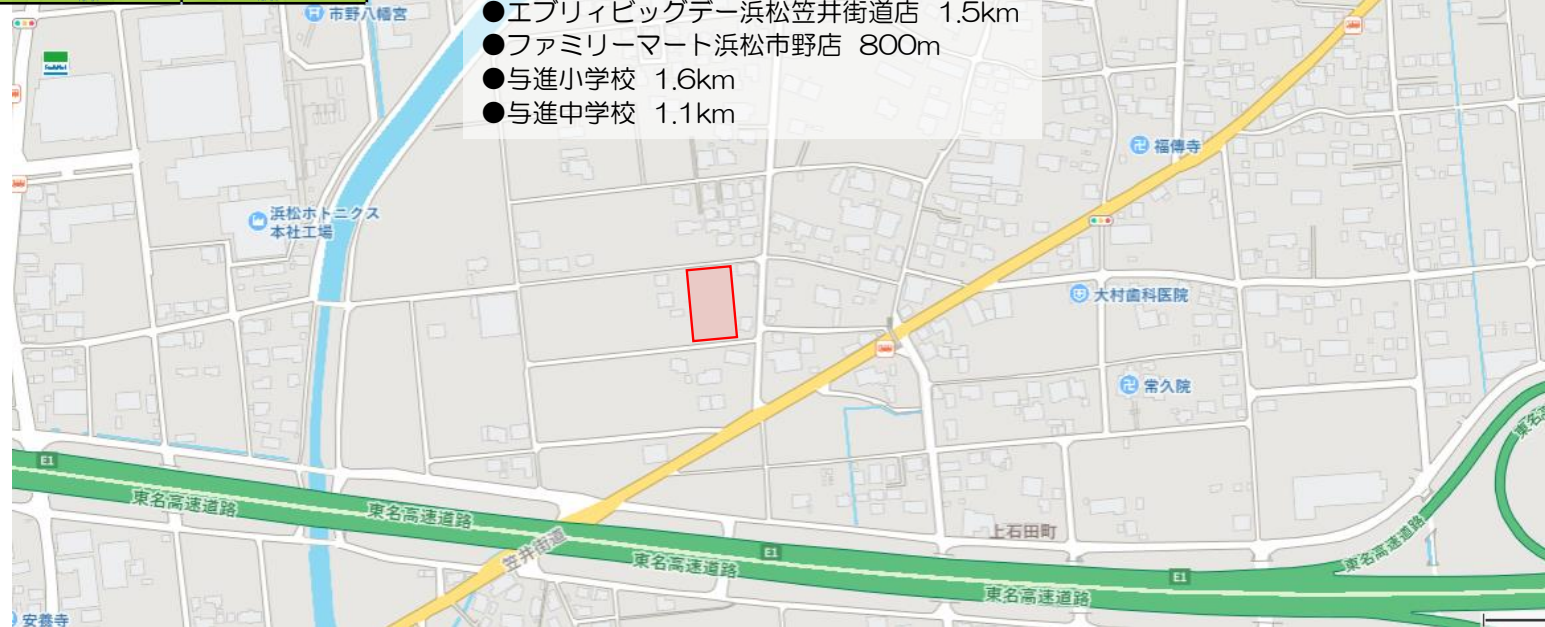 ●エブリィビッグデー浜松笠井街道店 1.5km
●ファミリーマート浜松市野店 800m
●与進小学校 1.6km
●与進中学校 1.1km
市野八幡宮
福傳寺
浜松ホトニクス
本社工場
大村歯科医院
常久院
E1
東名高速道路
東名高速道路
笠井街道
東名高速道路
E1
上石田町
E1
東名高速道路
東名高速道路
東名高
安養寺